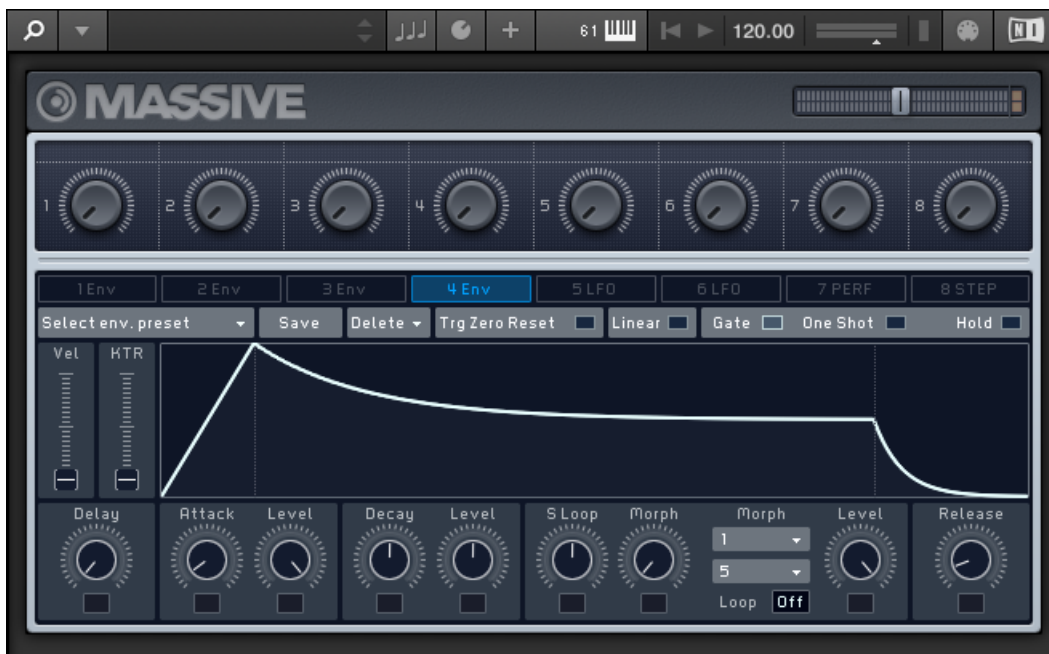 61 120.00 NI
MASSIVE
1 2 3 4 5 6 7 8
1 Env 2 Env 3 Env 4 Env 5 LFO 6 LFO 7 PERF 8 STEP
Select env. preset Save Delete Trg Zero Reset Linear Gate One Shot Hold
Vel KTR
Delay Attack Level Decay Level S Loop Morph Morph Level Release
1
5
Loop Off